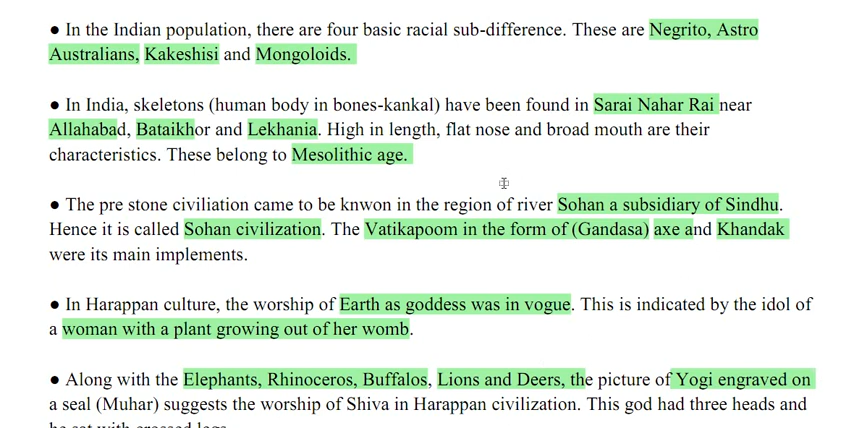 ● In the Indian population, there are four basic racial sub-difference. These are Negrito, Astro
Australians, Kakeshisi and Mongoloids.
● In India, skeletons (human body in bones-kankal) have been found in Sarai Nahar Rai near
Allahabad, Bataikhor and Lekhania. High in length, flat nose and broad mouth are their
characteristics. These belong to Mesolithic age.
● The pre stone civiliation came to be knwon in the region of river Sohan a subsidiary of Sindhu.
Hence it is called Sohan civilization. The Vatikapoom in the form of (Gandasa) axe and Khandak
were its main implements.
● In Harappan culture, the worship of Earth as goddess was in vogue. This is indicated by the idol of
a woman with a plant growing out of her womb.
● Along with the Elephants, Rhinoceros, Buffalos, Lions and Deers, the picture of Yogi engraved on
a seal (Muhar) suggests the worship of Shiva in Harappan civilization. This god had three heads and
he sat with crossed legs.